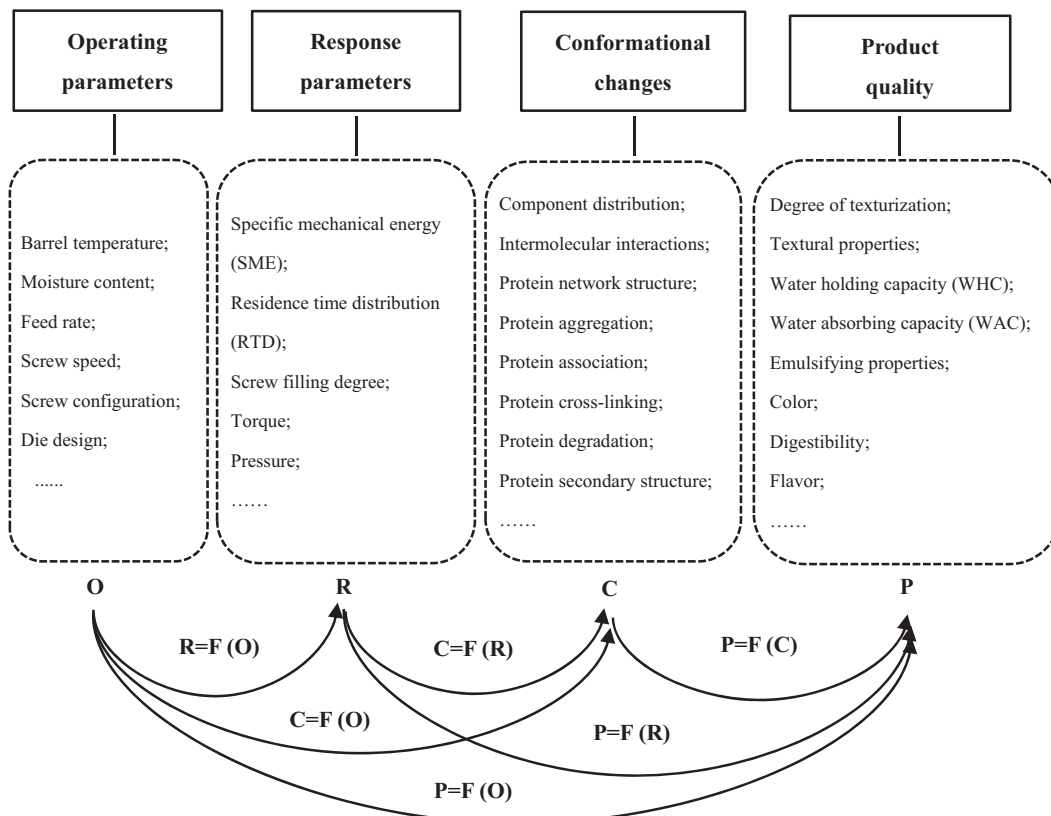 Operating
parameters
Response
parameters
Conformational
changes
Product
quality
Barrel temperature;
Moisture content;
Feed rate;
Screw speed;
Screw configuration;
Die design;
......
Specific mechanical energy
(SME);
Residence time distribution
(RTD);
Screw filling degree;
Torque;
Pressure;
……
Component distribution;
Intermolecular interactions;
Protein network structure;
Protein aggregation;
Protein association;
Protein cross-linking;
Protein degradation;
Protein secondary structure;
……
Degree of texturization;
Textural properties;
Water holding capacity (WHC);
Water absorbing capacity (WAC);
Emulsifying properties;
Color;
Digestibility;
Flavor;
……
O
R
C
P
R=F (O)
C=F (R)
P=F (C)
C=F (O)
P=F (R)
P=F (O)